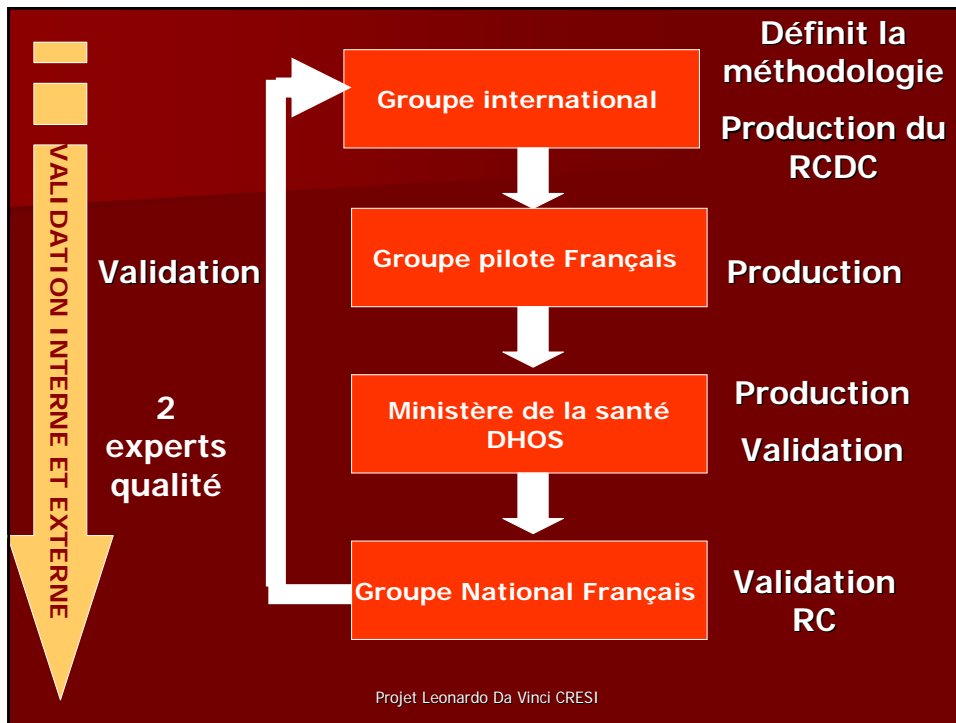 Définit la
méthodologie
Groupe international
Production du
RCDC
VALIDATION INTERNE ET EXTERNE
Validation
Groupe pilote Français
Production
2
experts
qualité
Ministère de la santé
DHOS
Production
Validation
Groupe National Français
Validation
RC
Projet Leonardo Da Vinci CRESI